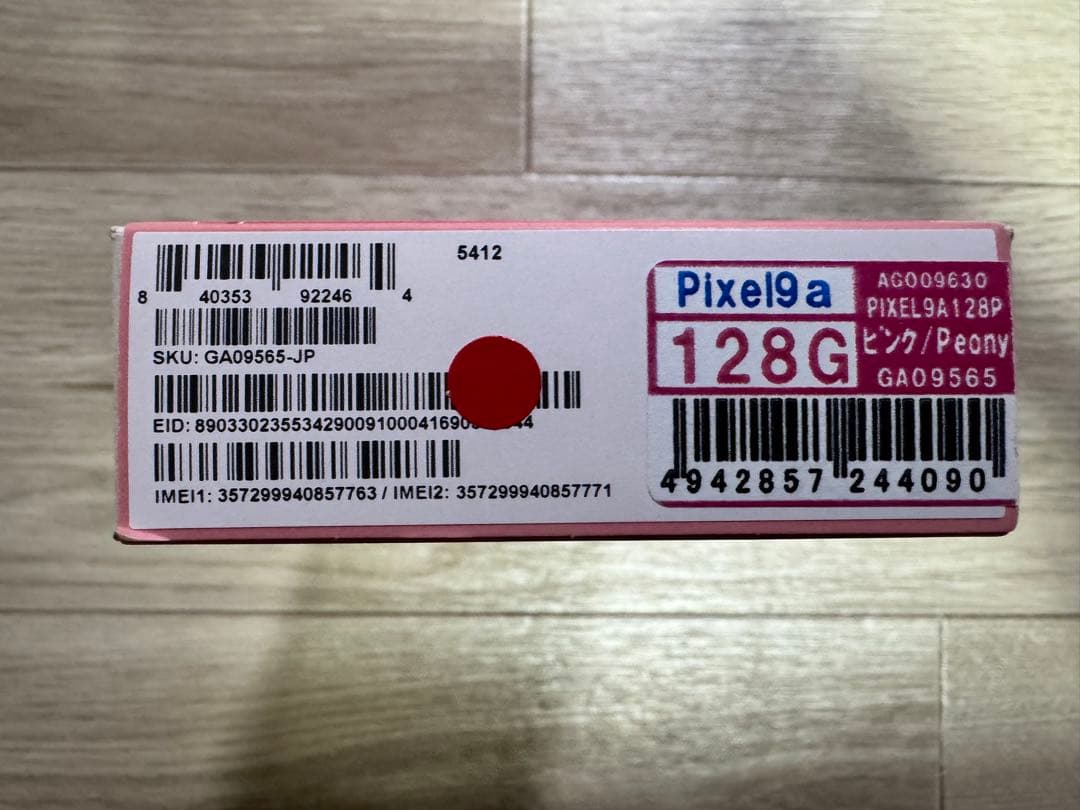 5412
8 40353 92246 4
SKU: GA09565-JP
EID: 890330235534290091000416909 44
IMEI1: 357299940857763 / IMEI2: 357299940857771
Pixel9a
128G
AG009630
PIXEL9A128P
ピンク/Peony
GA09565
4942857 244090